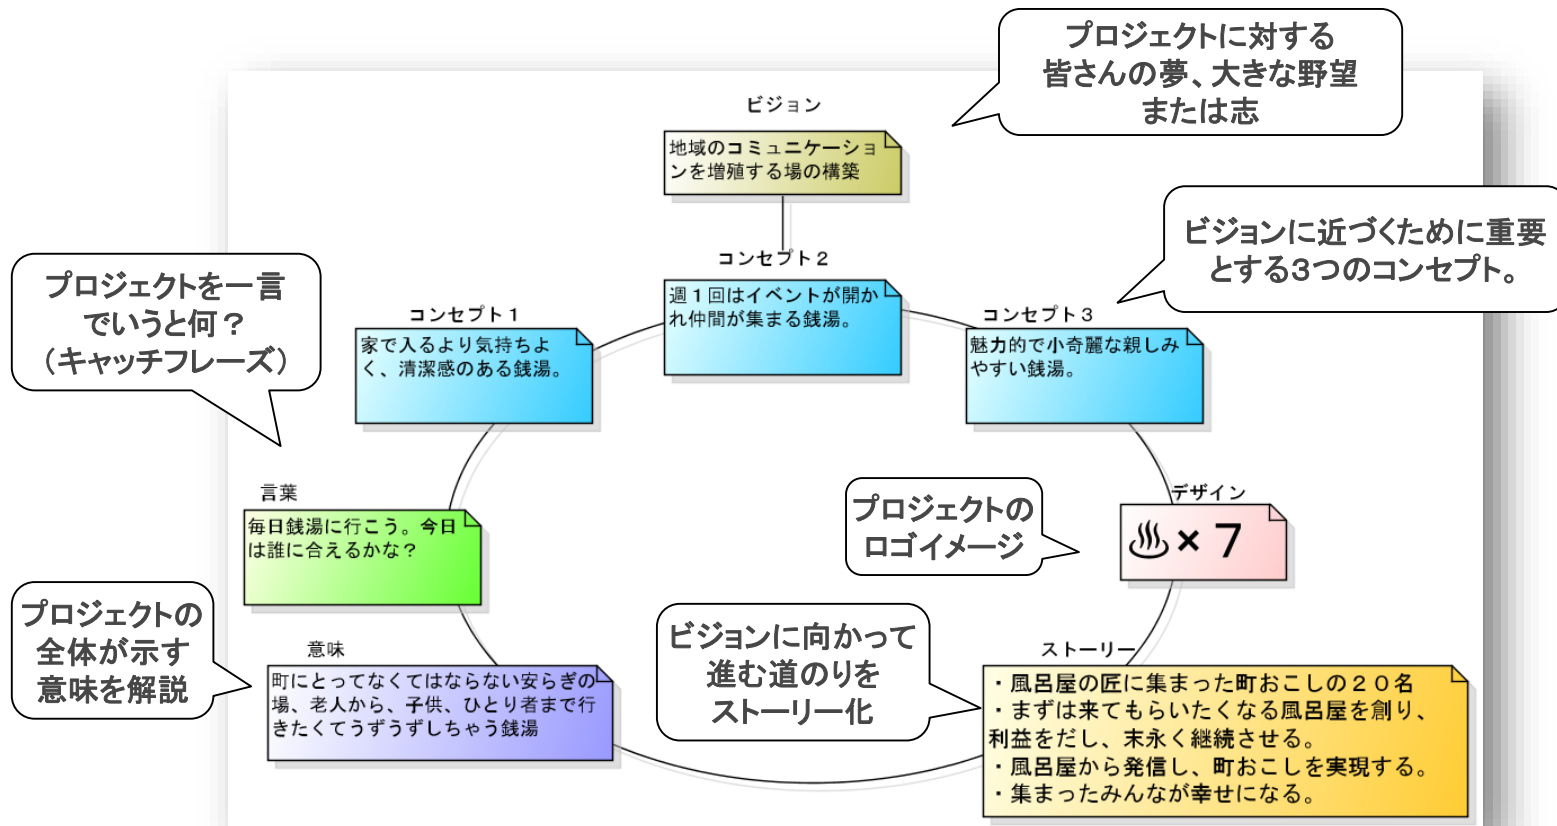 プロジェクトに対する
皆さんの夢、大きな野望
または志
ビジョン
地域のコミュニケーショ
ンを増殖する場の構築
ビジョンに近づくために重要
とする3つのコンセプト。
コンセプト2
週1回はイベントが開か
れ仲間が集まる銭湯。
プロジェクトを一言
でいうと何？
（キャッチフレーズ）
コンセプト1
家で入るより気持ちよ
く、清潔感のある銭湯。
コンセプト3
魅力的で小奇麗な親しみ
やすい銭湯。
言葉
毎日銭湯に行こう。今日
は誰に合えるかな？
プロジェクトの
ロゴイメージ
デザイン
♨×７
プロジェクトの
全体が示す
意味を解説
意味
町にとってなくてはならない安らぎの
場、老人から、子供、ひとり者まで行
きたくてうずうずしちゃう銭湯
ビジョンに向かって
進む道のりを
ストーリー化
ストーリー
・風呂屋の匠に集まった町おこしの２０名
・まずは来てもらいたくなる風呂屋を創り、
利益をだし、末永く継続させる。
・風呂屋から発信し、町おこしを実現する。
・集まったみんなが幸せになる。